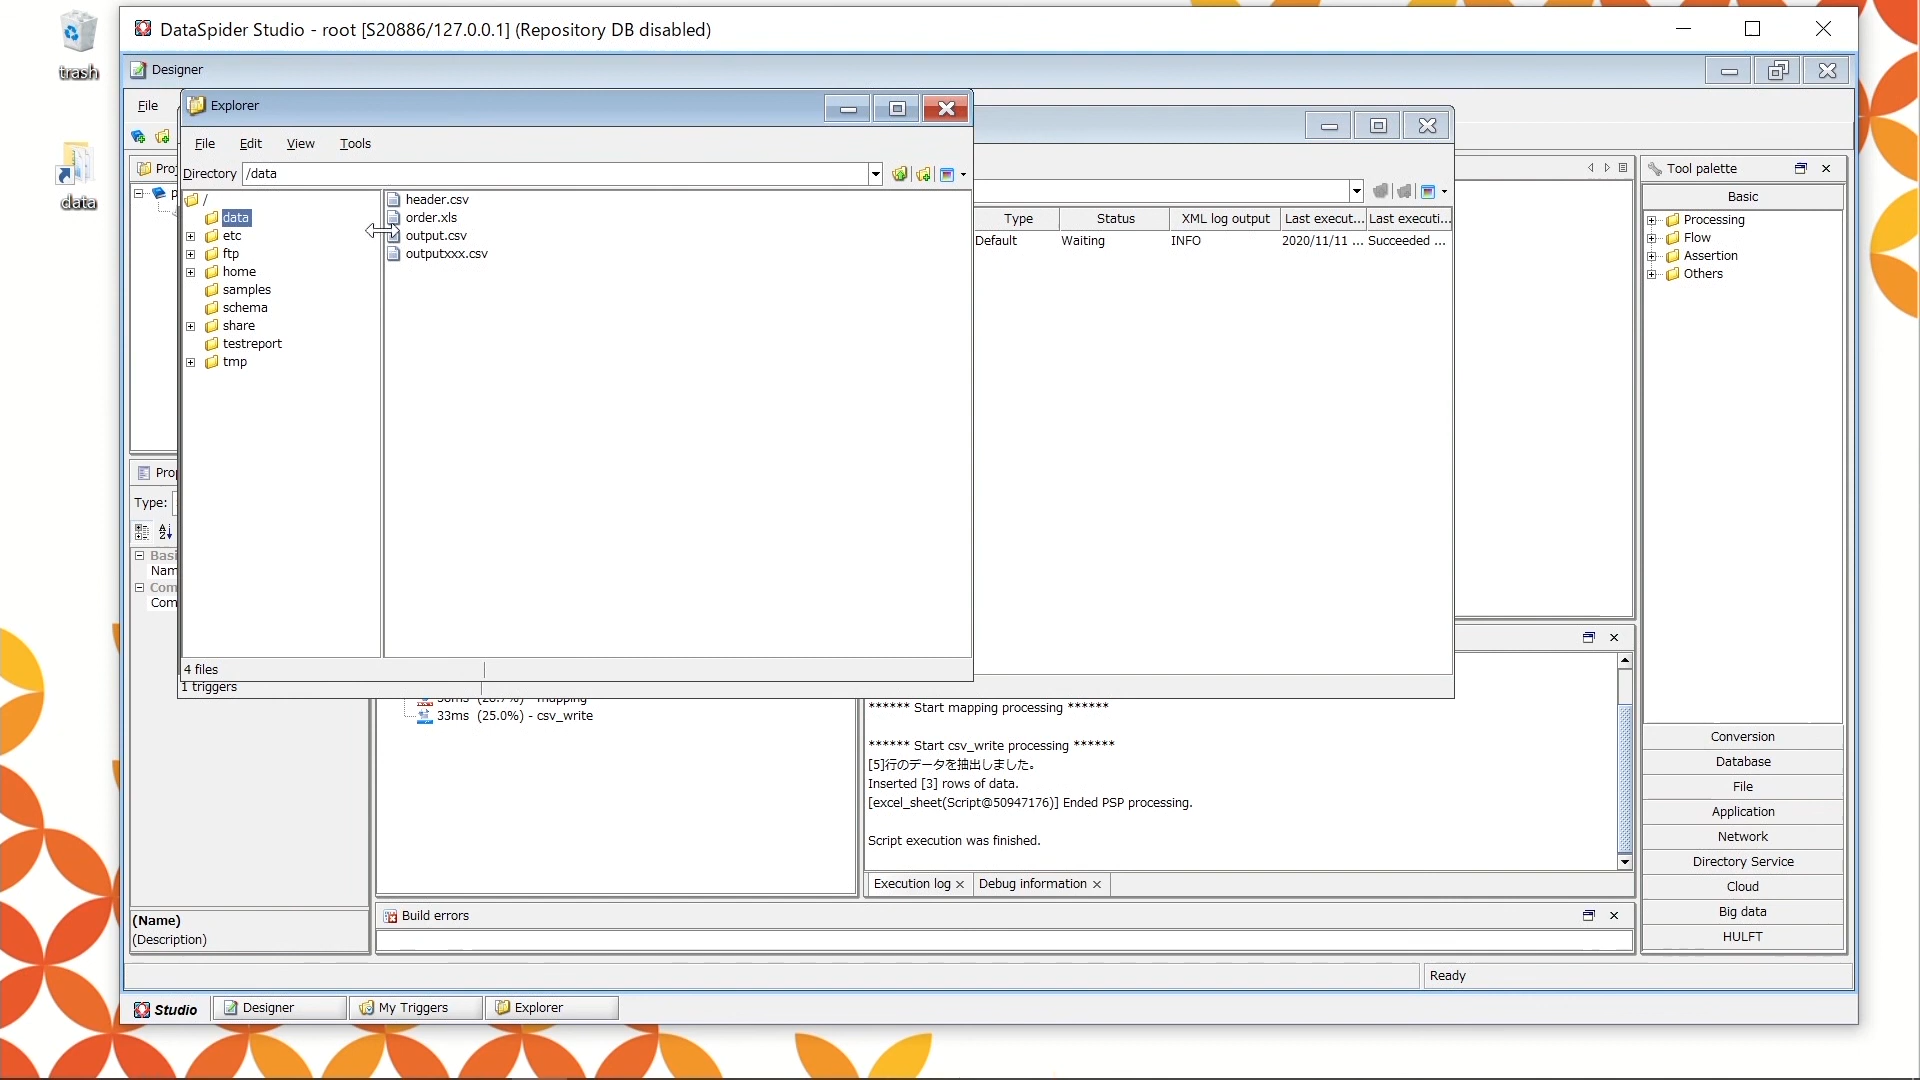 trash
data
DataSpider Studio - root [S20886/127.0.0.1] (Repository DB disabled)
Designer
File
Explorer
File Edit View Tools
Directory /data
/
data
etc
ftp
home
samples
schema
share
testreport
tmp
header.csv
order.xls
output.csv
outputxxx.csv
4 files
1 triggers
Type Status XML log output Last execut... Last executi...
Default Waiting INFO 2020/11/11 ... Succeeded ...
Type:
Basi
Nam
Com
Com
(Name)
(Description)
mapping
33ms (25.0%) - csv_write
****** Start mapping processing ******
****** Start csv_write processing ******
[5]行のデータを抽出しました。
Inserted [3] rows of data.
[excel_sheet(Script@50947176)] Ended PSP processing.
Script execution was finished.
Execution log Debug information
Build errors
Tool palette
Basic
Processing
Flow
Assertion
Others
Conversion
Database
File
Application
Network
Directory Service
Cloud
Big data
HULFT
Ready
Studio Designer My Triggers Explorer